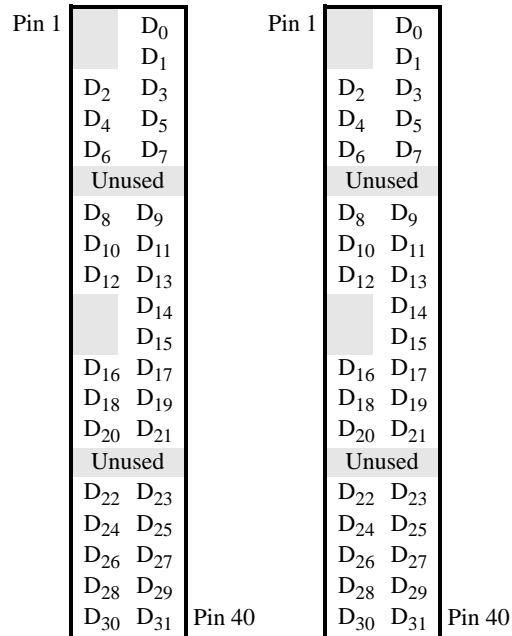 Pin 1 D0 Pin 1 D0
D1 D1
D2 D3 D2 D3
D4 D5 D4 D5
D6 D7 D6 D7
Unused Unused
D8 D9 D8 D9
D10 D11 D10 D11
D12 D13 D12 D13
D14 D14
D15 D15
D16 D17 D16 D17
D18 D19 D18 D19
D20 D21 D20 D21
Unused Unused
D22 D23 D22 D23
D24 D25 D24 D25
D26 D27 D26 D27
D28 D29 D28 D29
D30 D31 Pin 40 D30 D31 Pin 40